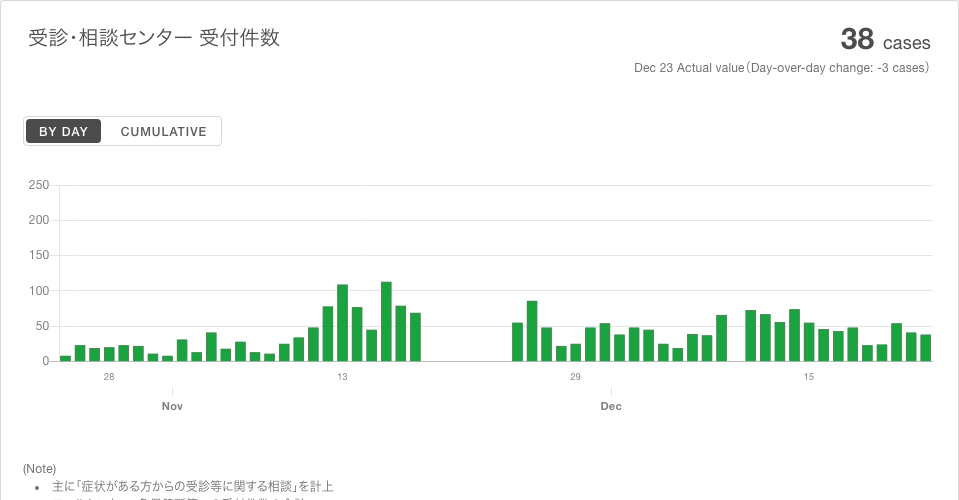 受診・相談センター 受付件数
38 cases
Dec 23 Actual value（Day-over-day change: -3 cases）
BY DAY
CUMULATIVE
250
200
150
100
50
0
28
13
29
15
Nov
Dec
(Note)
主に「症状がある方からの受診等に関する相談」を計上